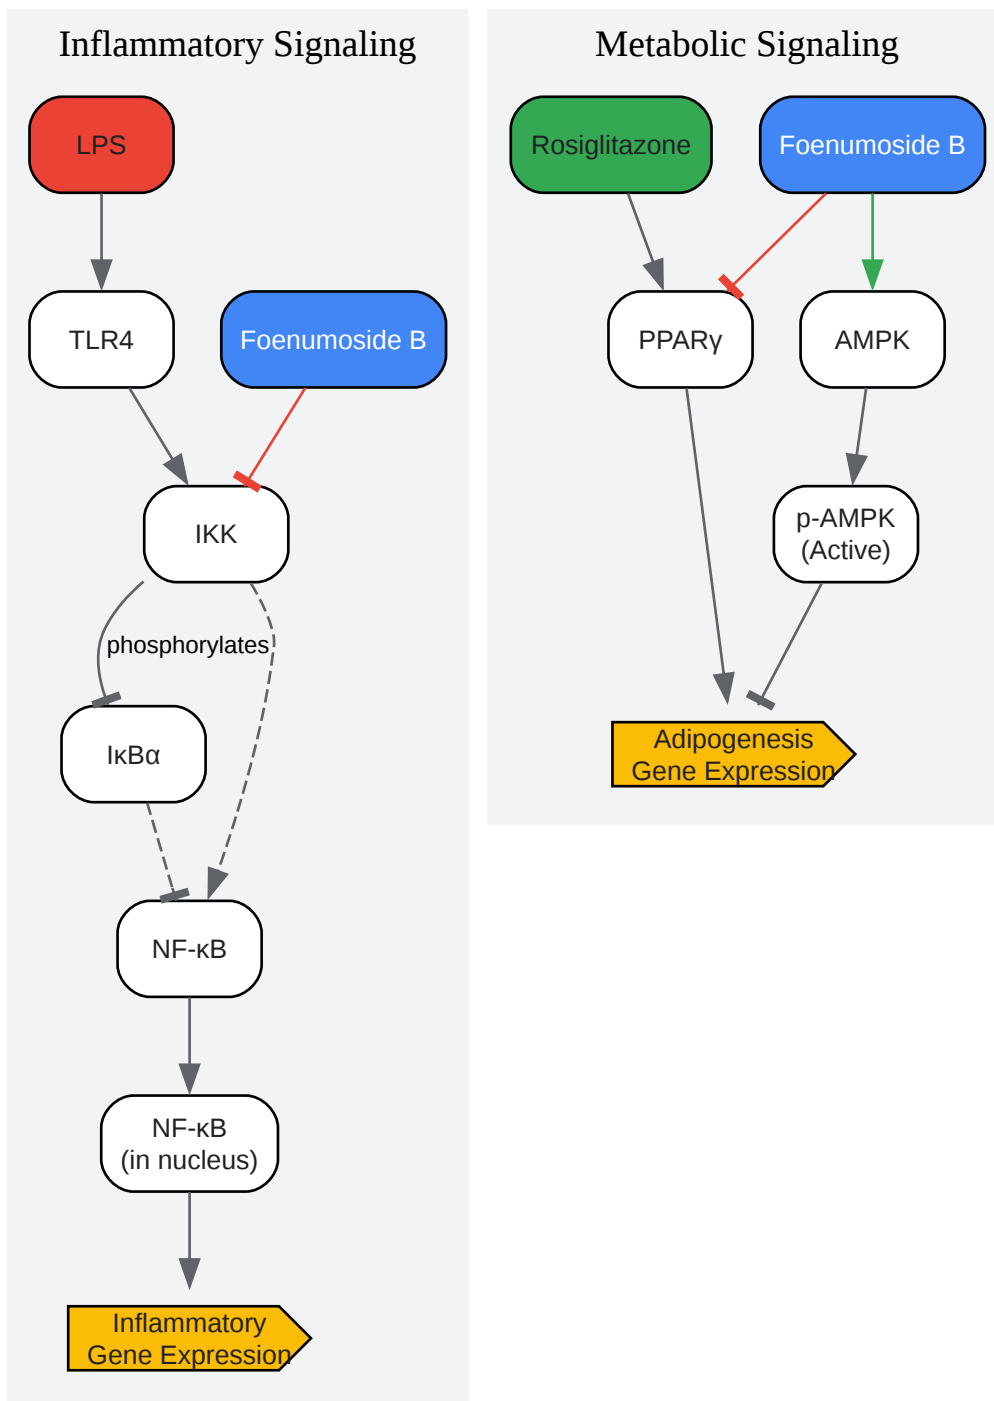 Inflammatory Signaling
LPS
TLR4
Foenumoside B
IKK
phosphorylates
IκBα
NF-κB
NF-κB
(in nucleus)
Inflammatory
Gene Expression
Metabolic Signaling
Rosiglitazone
Foenumoside B
PPARγ
AMPK
p-AMPK
(Active)
Adipogenesis
Gene Expression